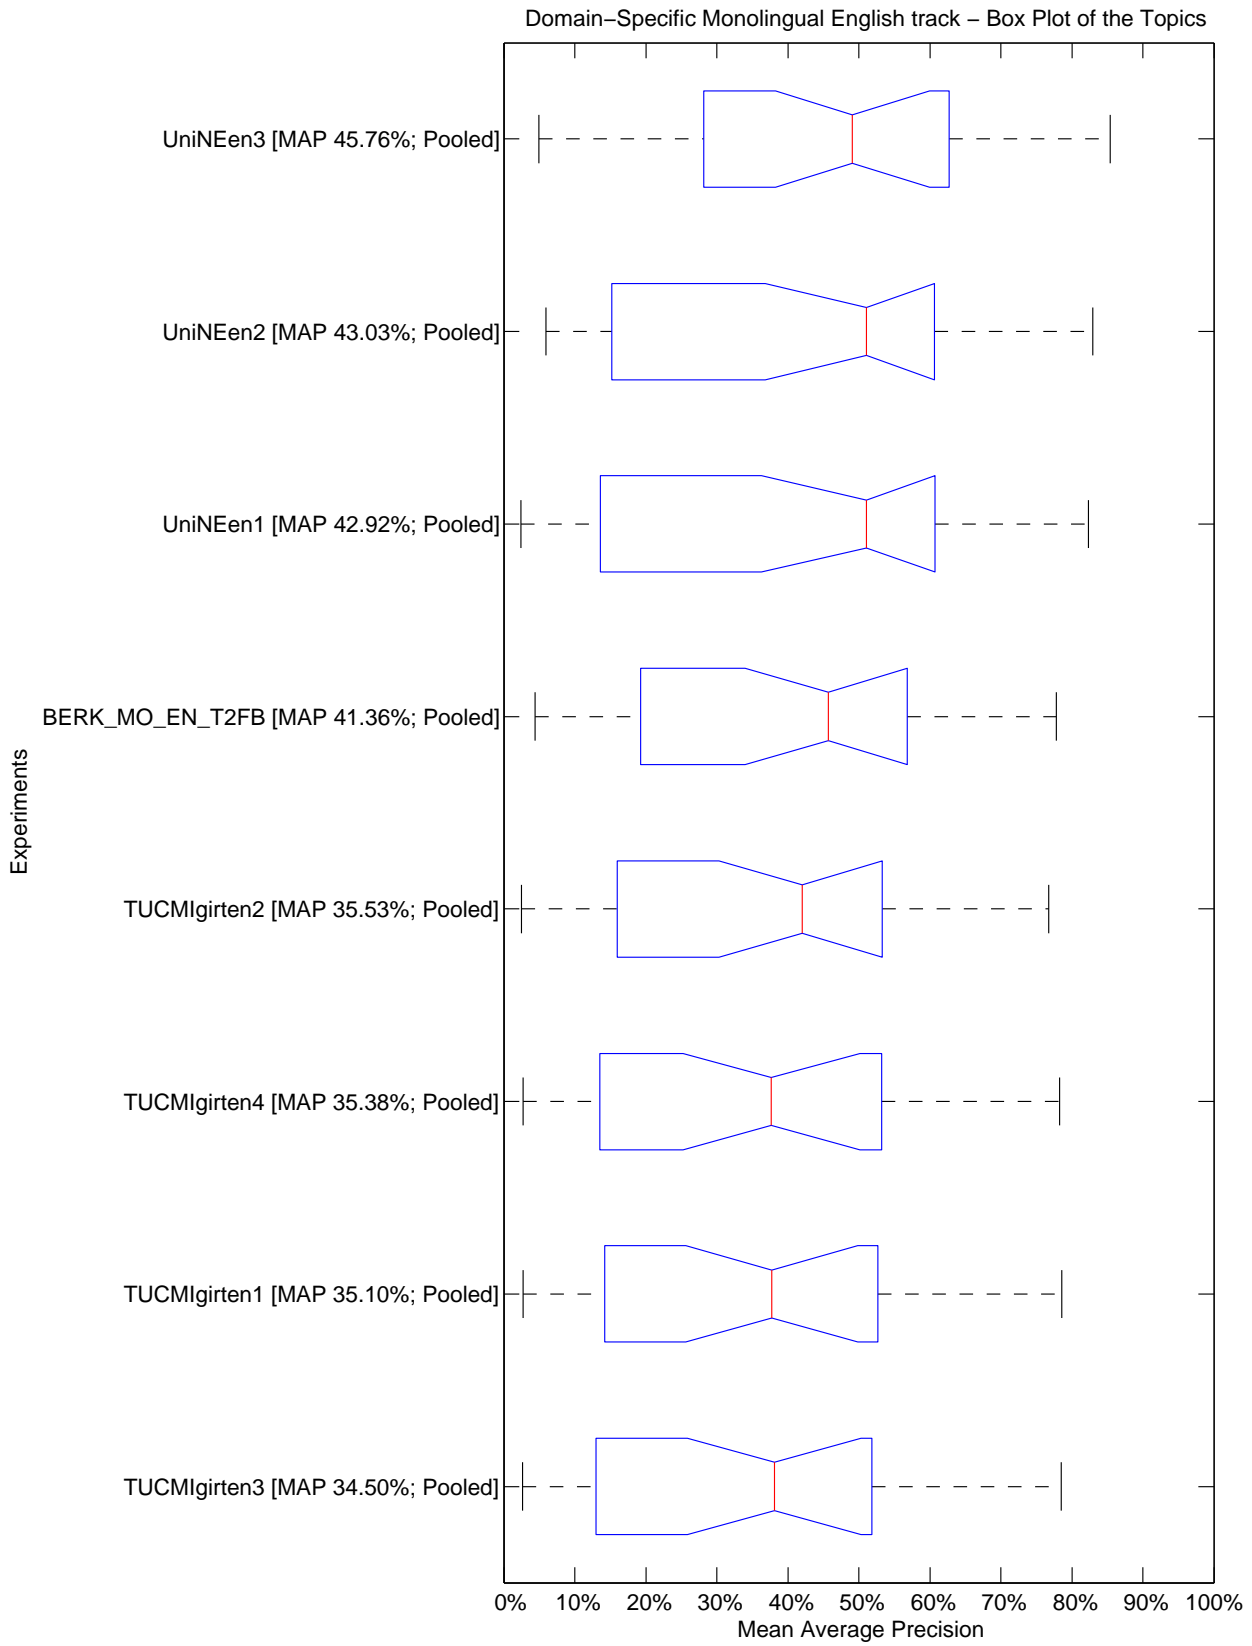 Domain−Specific Monolingual English track − Box Plot of the Topics
UniNEen3 [MAP 45.76%; Pooled]
UniNEen2 [MAP 43.03%; Pooled]
UniNEen1 [MAP 42.92%; Pooled]
BERK_MO_EN_T2FB [MAP 41.36%; Pooled]
Experiments
TUCMIgirten2 [MAP 35.53%; Pooled]
TUCMIgirten4 [MAP 35.38%; Pooled]
TUCMIgirten1 [MAP 35.10%; Pooled]
TUCMIgirten3 [MAP 34.50%; Pooled]
0% 10% 20% 30% 40% 50% 60% 70% 80% 90% 100%
Mean Average Precision